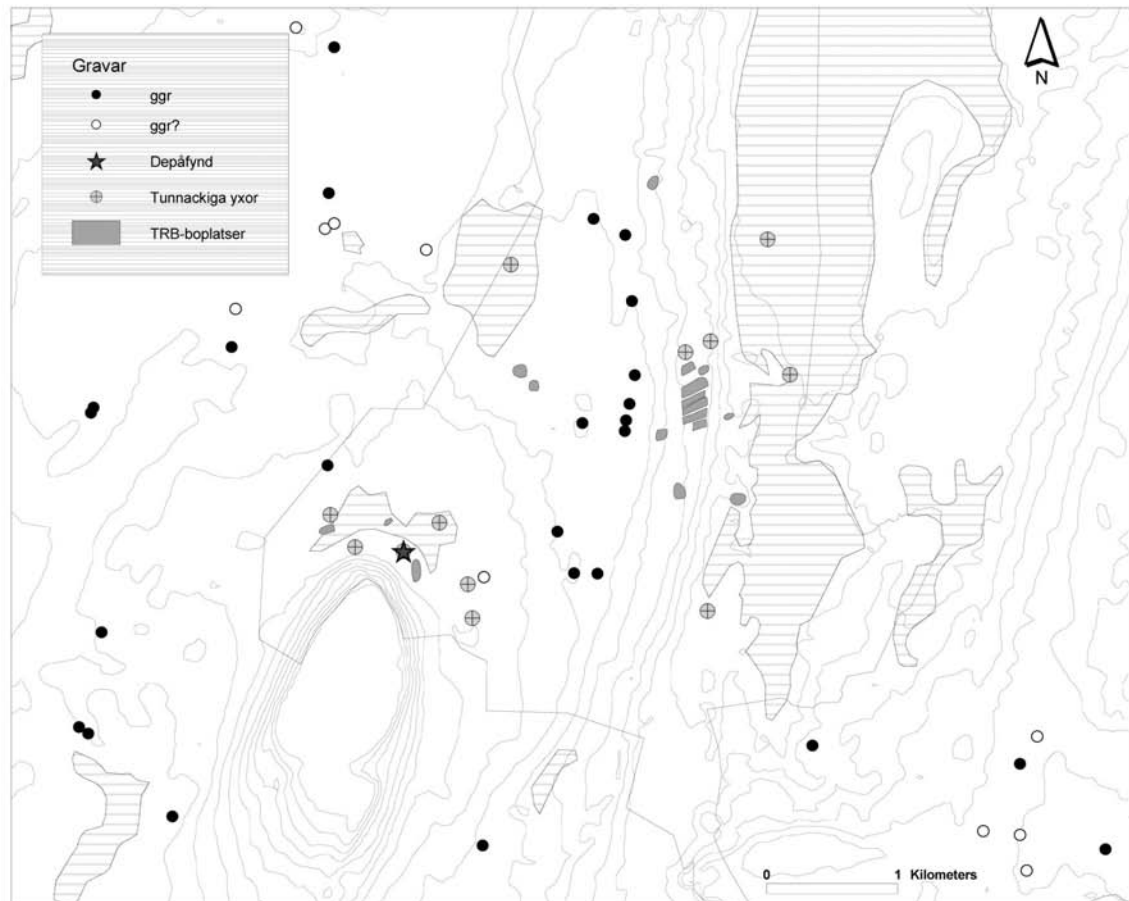 N
Gravar
ggr
ggr?
Depåfynd
Tunnackiga yxor
TRB-boplatser
0 1 Kilometers